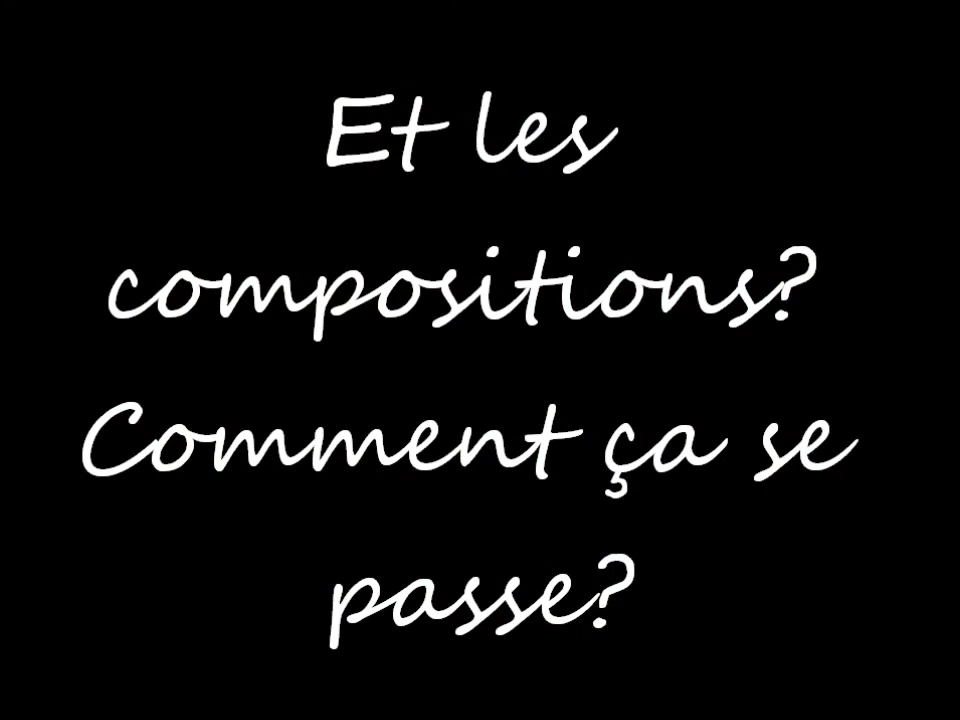 Et les
compositions?
Comment ça se
passe?